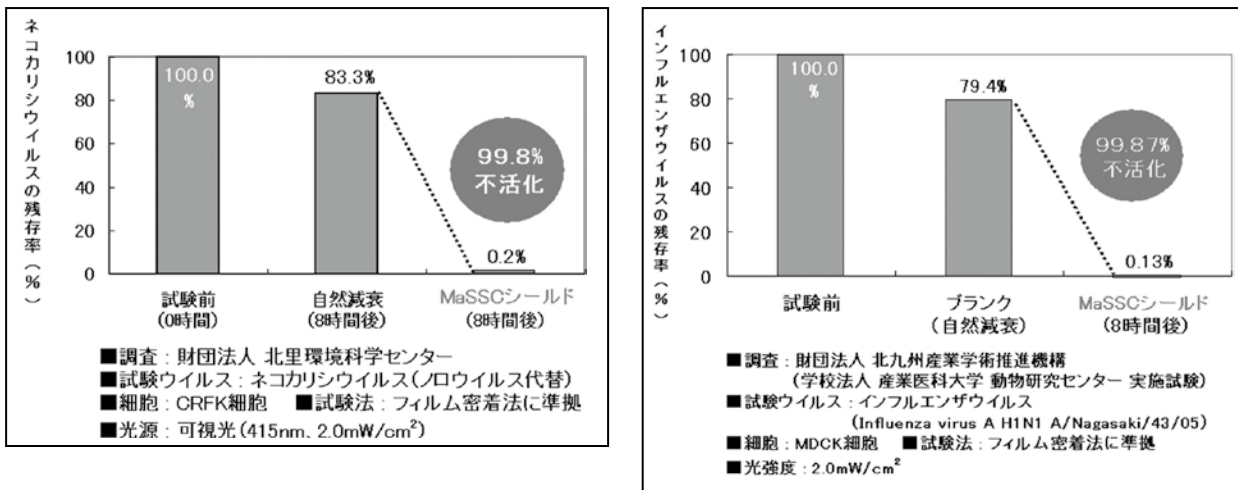 ネコカリシウイルスの残存率(%)
100
80
60
40
20
0
100.0
%
83.3%
99.8%
不活化
0.2%
試験前
(0時間)
自然減衰
(8時間後)
MaSSCシールド
(8時間後)
■調査:財団法人 北里環境科学センター
■試験ウイルス:ネコカリシウイルス(ノロウイルス代替)
■細胞:CRFK細胞 ■試験法:フィルム密着法に準拠
■光源:可視光(415nm、2.0mW/cm²)
インフルエンザウイルスの残存率(%)
100
80
60
40
20
0
100.0
%
79.4%
99.87%
不活化
0.13%
試験前
ブランク
(自然減衰)
MaSSCシールド
(8時間後)
■調査:財団法人 北九州産業学術推進機構
(学校法人 産業医科大学 動物研究センター 実施試験)
■試験ウイルス:インフルエンザウイルス
(Influenza virus A H1N1 A/Nagasaki/43/05)
■細胞:MDCK細胞 ■試験法:フィルム密着法に準拠
■光強度:2.0mW/cm²